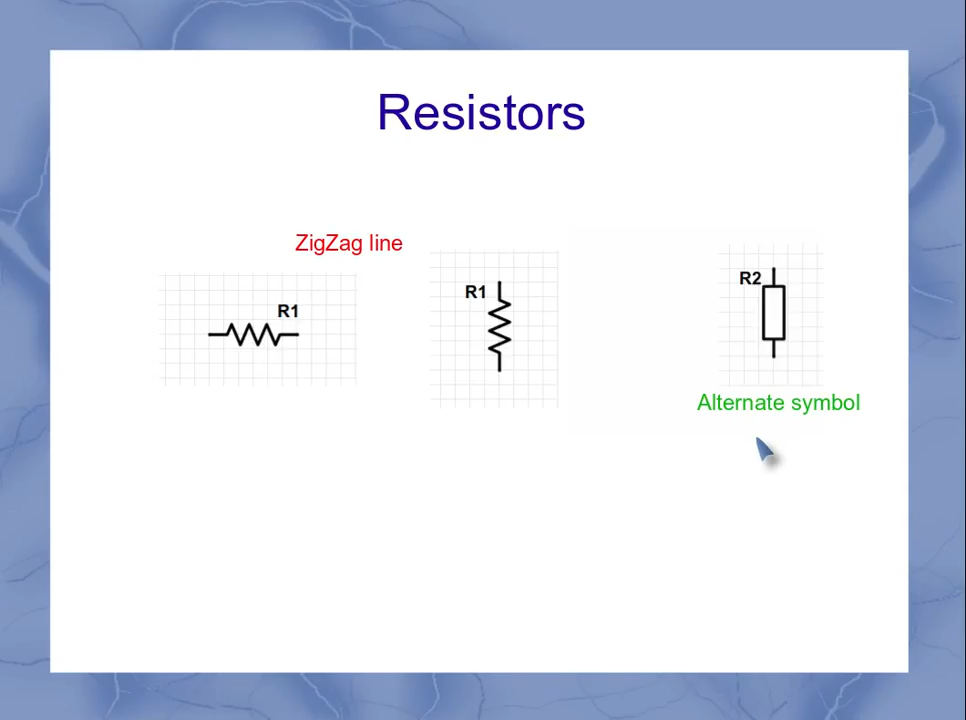 Resistors
ZigZag line
R1
R1
R2
Alternate symbol